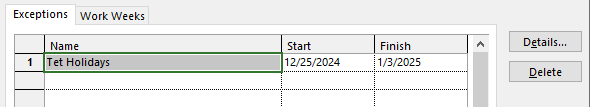 Exceptions Work Weeks
Name Start Finish
Details...
1 Tet Holidays 12/25/2024 1/3/2025
Delete